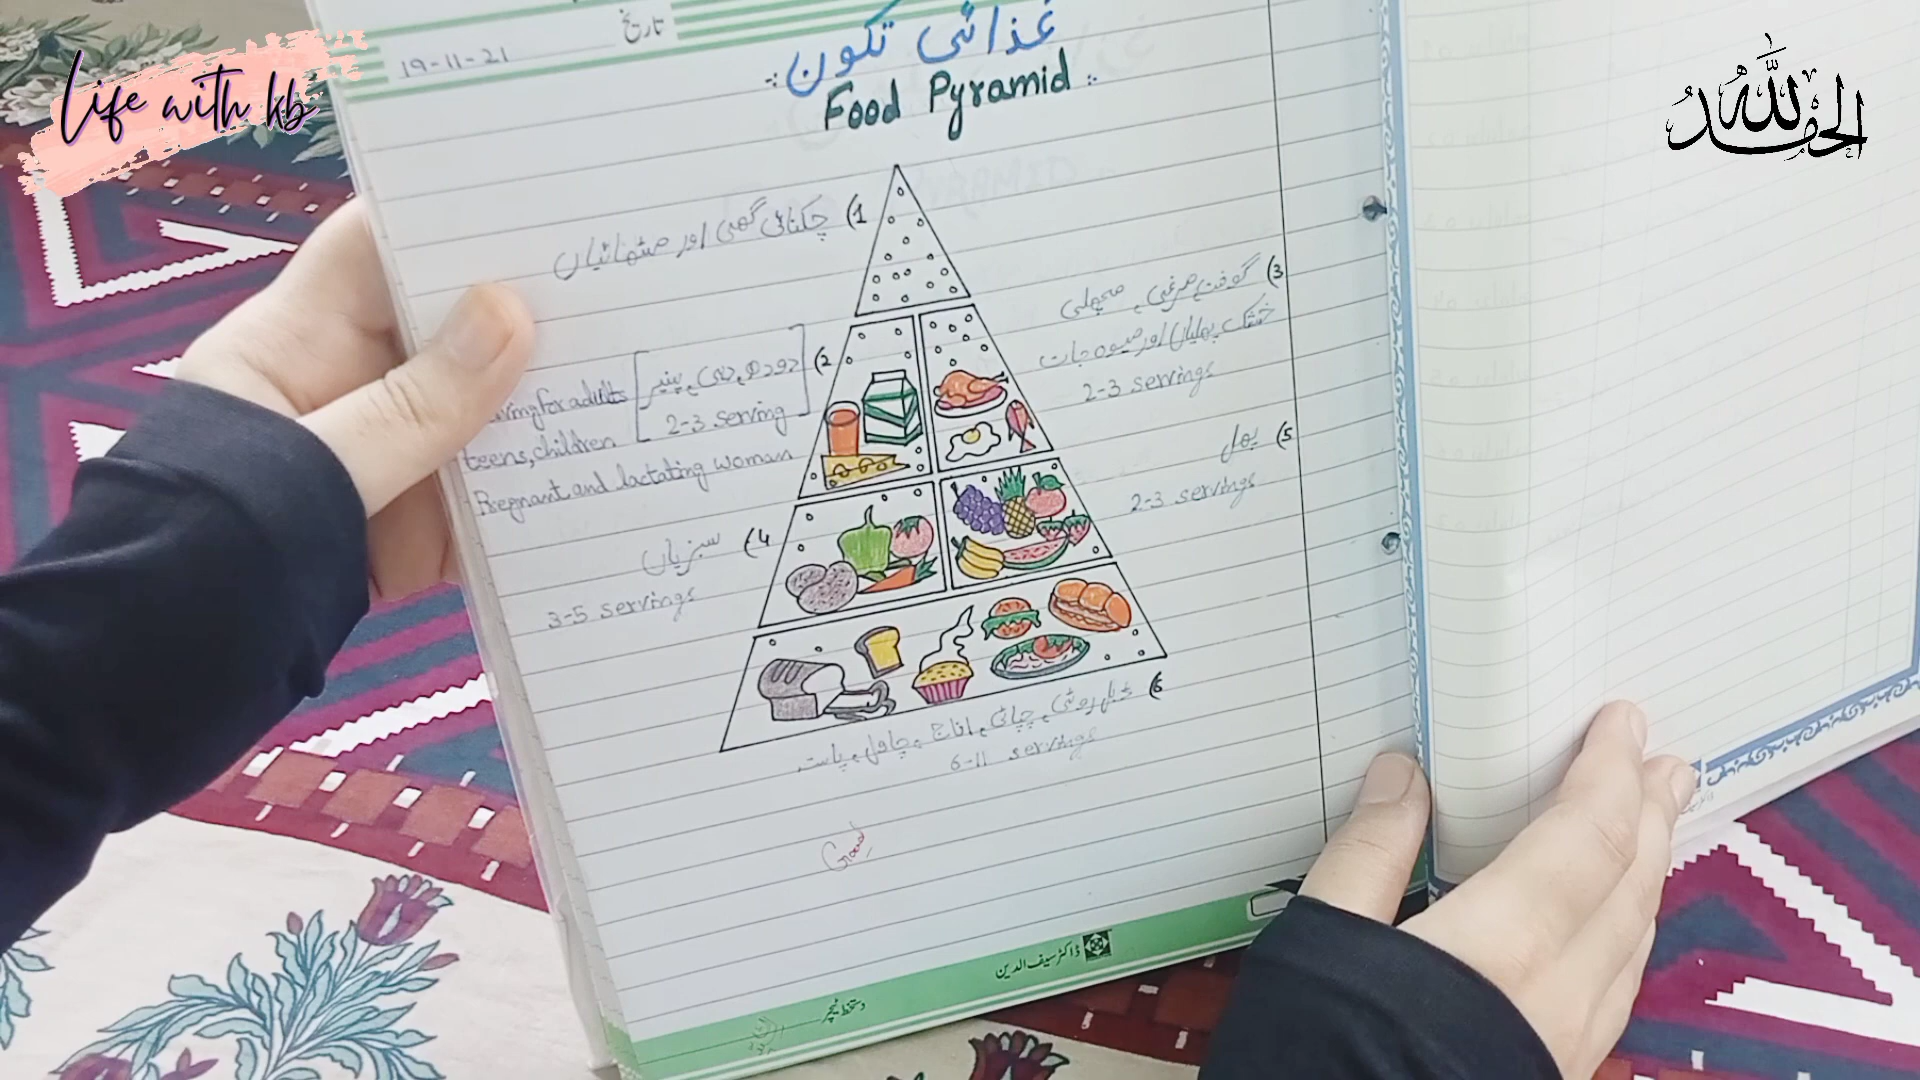 Life with kb
الحمد لله
تاریخ 19-11-21
غذائی تکون
Food Pyramid
1) چکنائی گھی اور مٹھائیاں
2) دودھ، دہی، پنیر
2-3 serving
for adults
teens, children
Pregnant and lactating woman
3) گوشت، مرغی، مچھلی
خشک پھلیاں اور میوہ جات
2-3 servings
4) سبزیاں
3-5 servings
5) پھل
2-3 servings
6) ڈبل روٹی، چپاتی، اناج، چاول، پاستہ
6-11 servings
Good
ڈاکٹر سیف الدین
دستخط ٹیچر